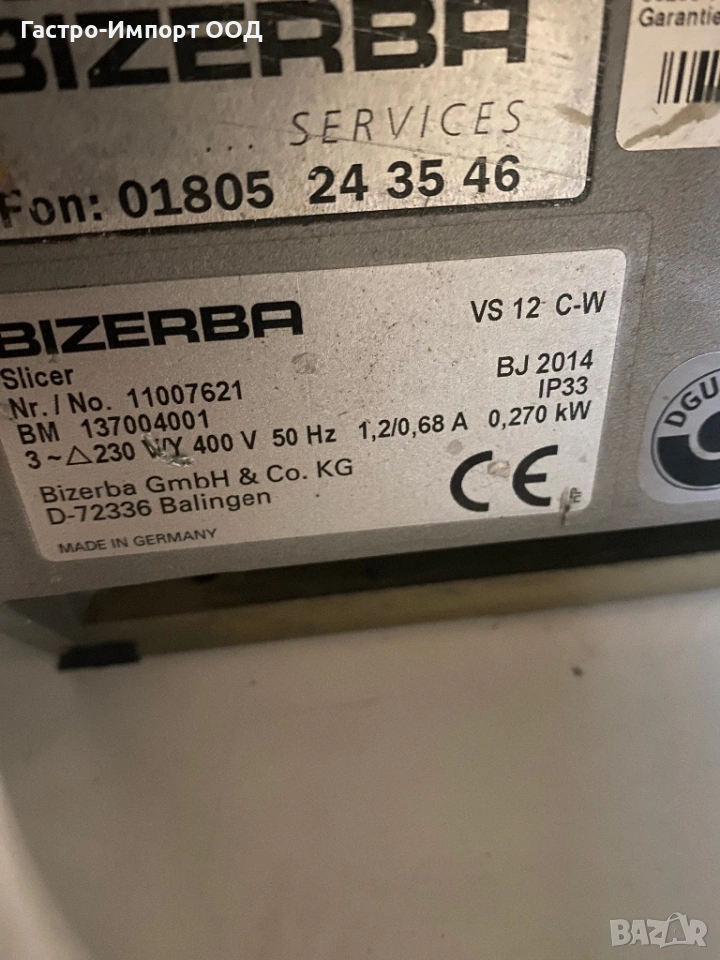 Гастро-Импорт ООД
BIZERBA
... SERVICES
Fon: 01805 24 35 46
Garantie
BIZERBA
VS 12 C-W
Slicer
BJ 2014
Nr. / No. 11007621
IP33
BM 137004001
3 ~ △ 230 V/Y 400 V 50 Hz 1,2/0,68 A 0,270 kW
Bizerba GmbH & Co. KG
D-72336 Balingen
CE
MADE IN GERMANY
DGU
BAZAR